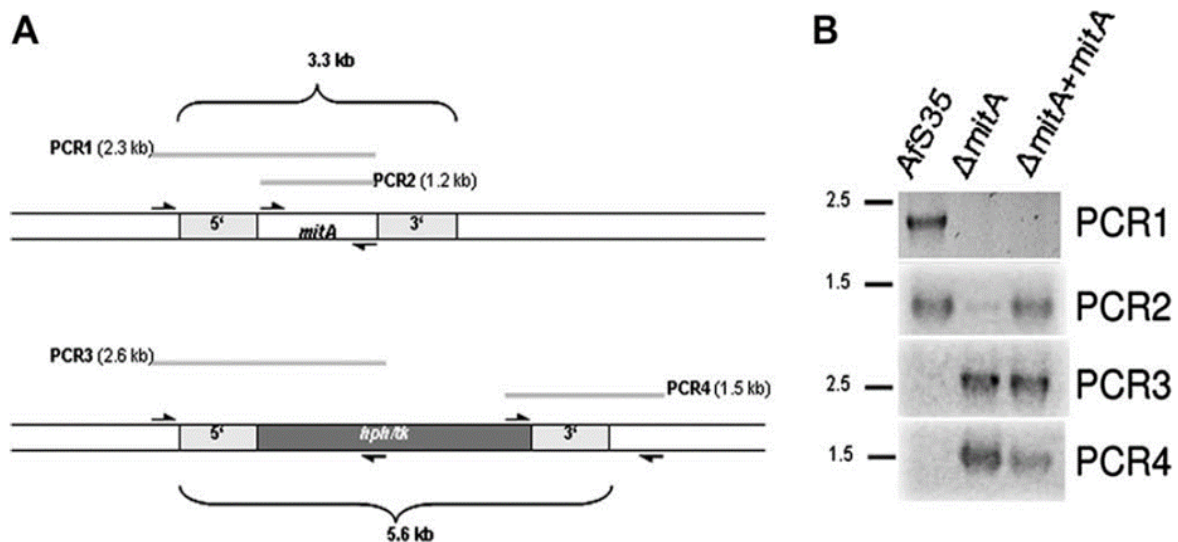 A
3.3 kb
PCR1 (2.3 kb)
PCR2 (1.2 kb)
5‘
mitA
3‘
PCR3 (2.6 kb)
PCR4 (1.5 kb)
5‘
hph/tk
3‘
5.6 kb
B
AfS35
ΔmitA
ΔmitA+mitA
2.5
PCR1
1.5
PCR2
2.5
PCR3
1.5
PCR4